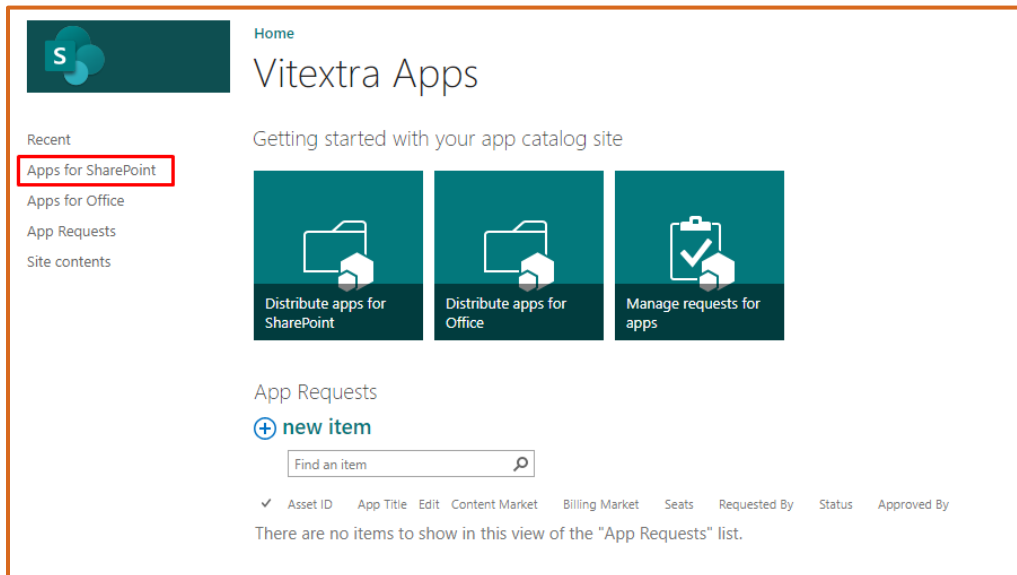 S
Home
Vitextra Apps
Recent
Apps for SharePoint
Apps for Office
App Requests
Site contents
Getting started with your app catalog site
Distribute apps for
SharePoint
Distribute apps for
Office
Manage requests for
apps
App Requests
new item
Find an item
Asset ID App Title Edit Content Market Billing Market Seats Requested By Status Approved By
There are no items to show in this view of the "App Requests" list.